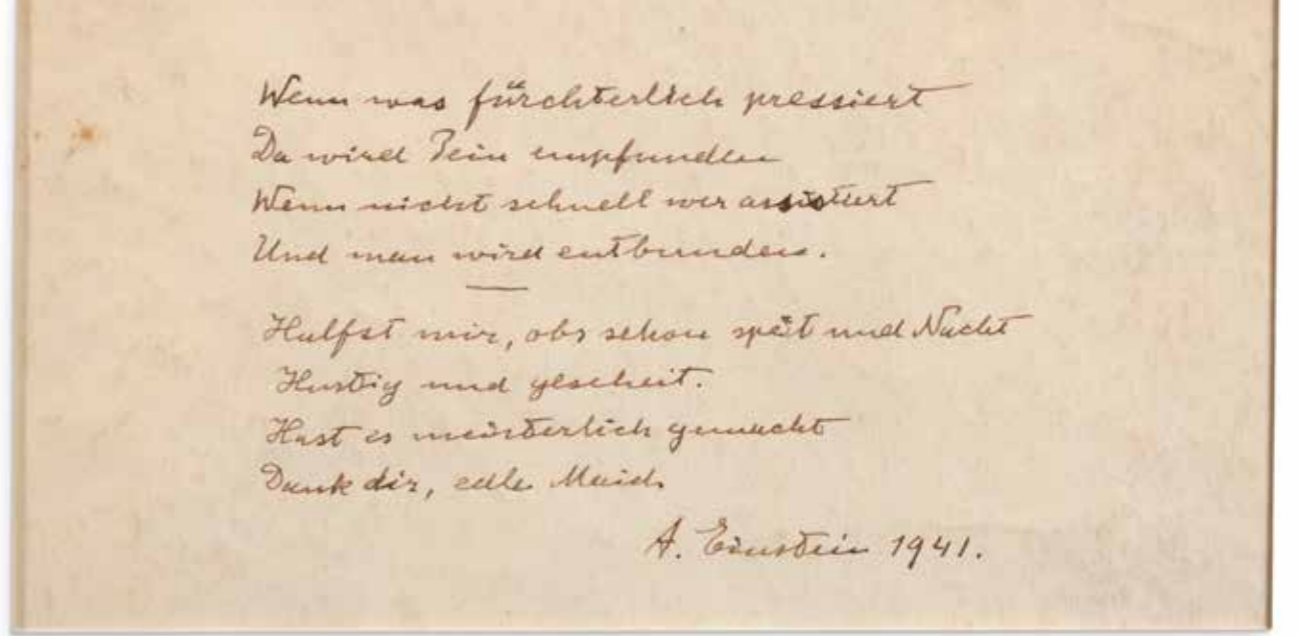 Wenn was fürchterlich pressiert
Da wird Pein empfunden
Wenn nicht schnell wer assistiert
Und man wird entbunden.
Halfst mir, obs schon spät und Nacht
Hurtig und gescheit.
Hast es meisterlich gemacht
Dank dir, edle Maid.
A. Einstein 1941.